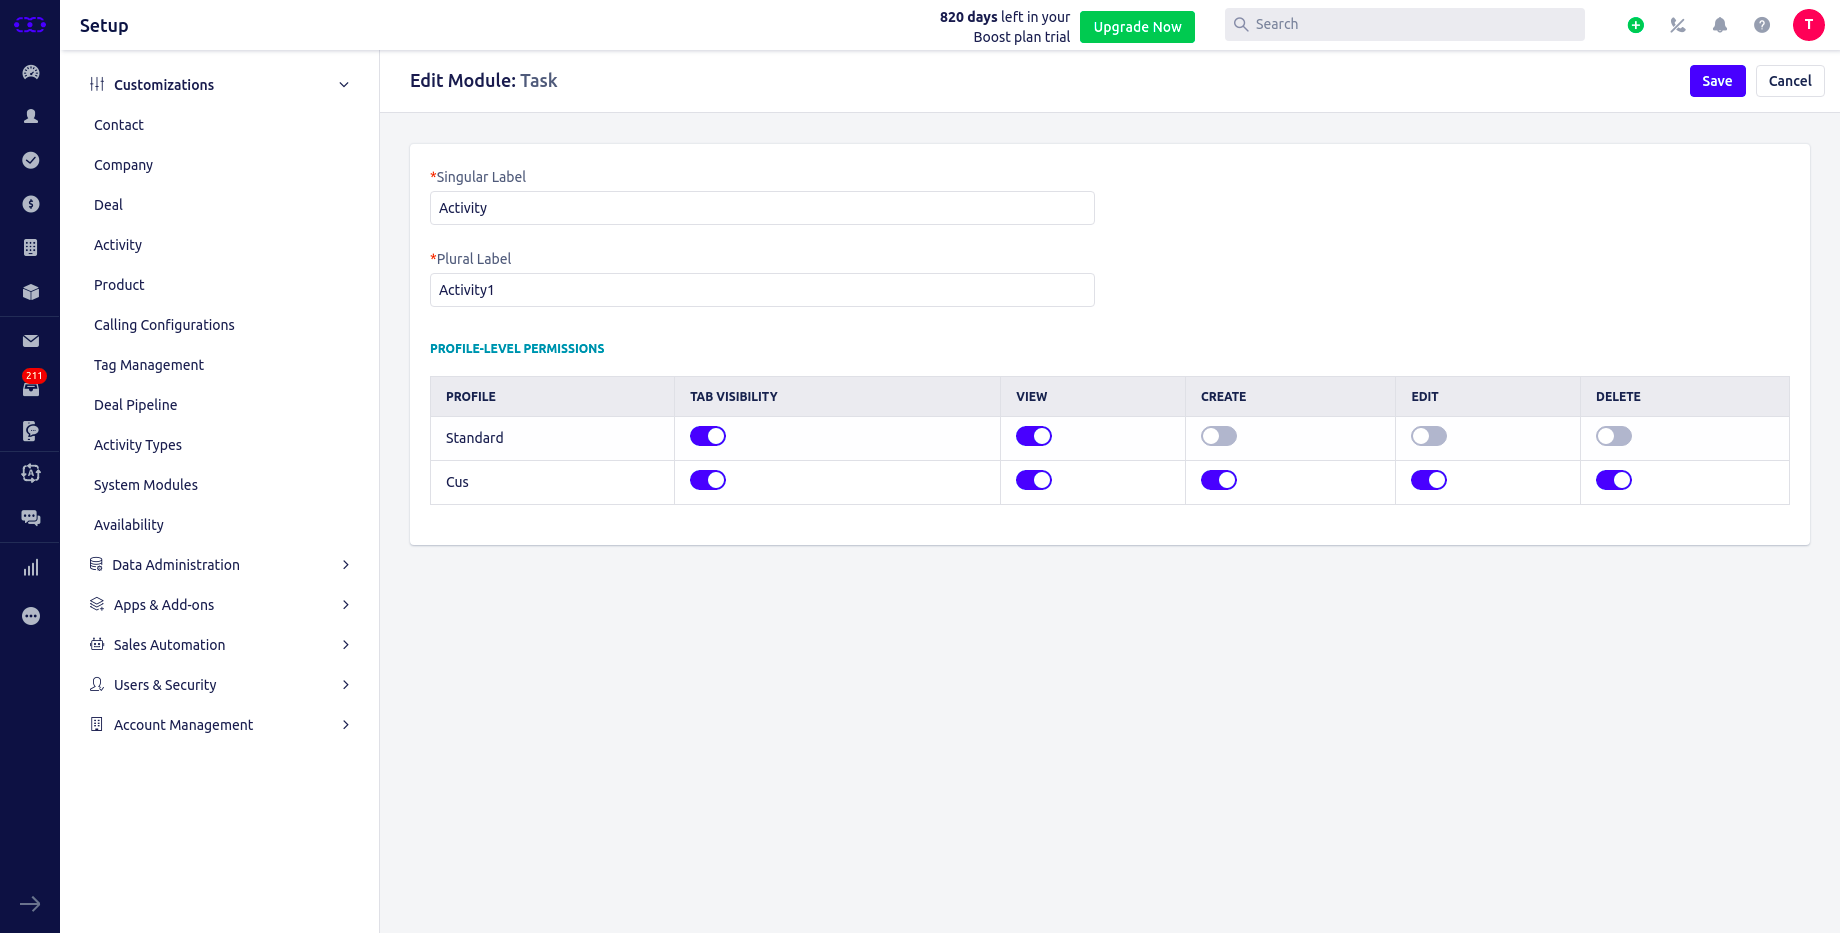 Setup
820 days left in your
Boost plan trial
Upgrade Now
Search
T
211
Customizations
Contact
Company
Deal
Activity
Product
Calling Configurations
Tag Management
Deal Pipeline
Activity Types
System Modules
Availability
Data Administration
Apps & Add-ons
Sales Automation
Users & Security
Account Management
Edit Module: Task
Save
Cancel
*Singular Label
Activity
*Plural Label
Activity1
PROFILE-LEVEL PERMISSIONS
PROFILE TAB VISIBILITY VIEW CREATE EDIT DELETE
Standard
Cus